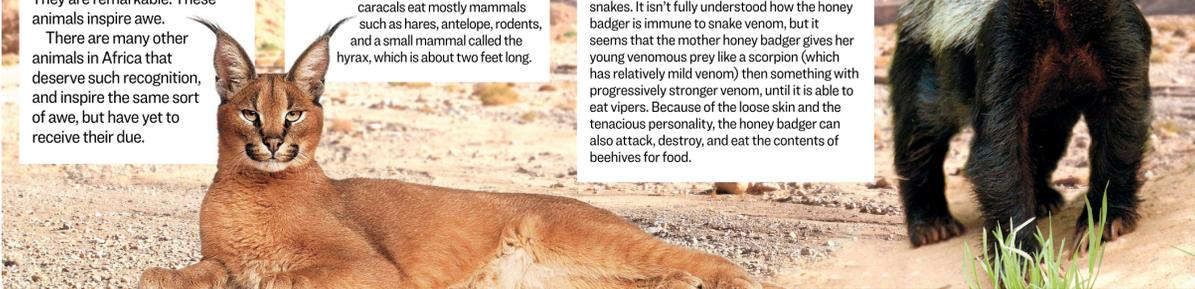 They are remarkable. These
animals inspire awe.
There are many other
animals in Africa that
deserve such recognition,
and inspire the same sort
of awe, but have yet to
receive their due.
caracals eat mostly mammals
such as hares, antelope, rodents,
and a small mammal called the
hyrax, which is about two feet long.
snakes. It isn't fully understood how the honey
badger is immune to snake venom, but it
seems that the mother honey badger gives her
young venomous prey like a scorpion (which
has relatively mild venom) then something with
progressively stronger venom, until it is able to
eat vipers. Because of the loose skin and the
tenacious personality, the honey badger can
also attack, destroy, and eat the contents of
beehives for food.